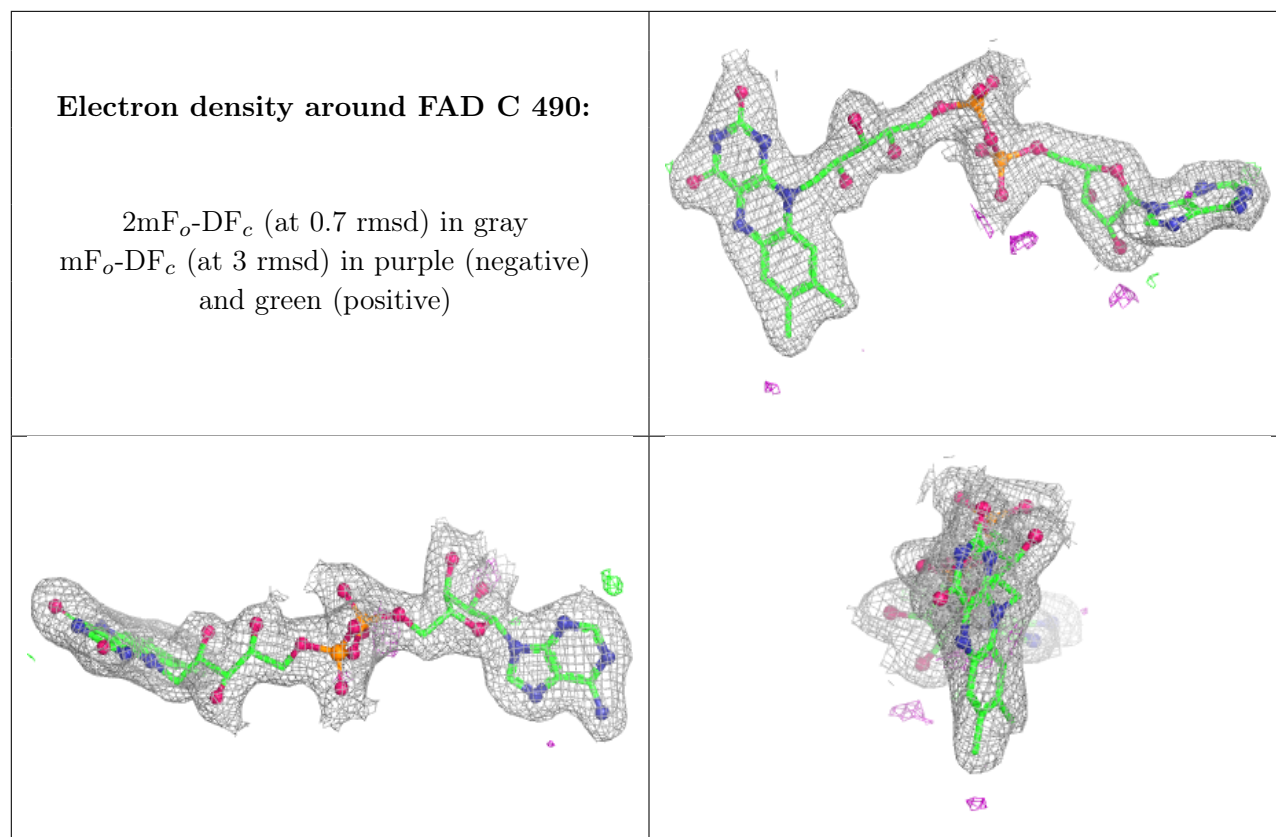 Electron density around FAD C 490:
2mFo-DFc (at 0.7 rmsd) in gray
mFo-DFc (at 3 rmsd) in purple (negative)
and green (positive)